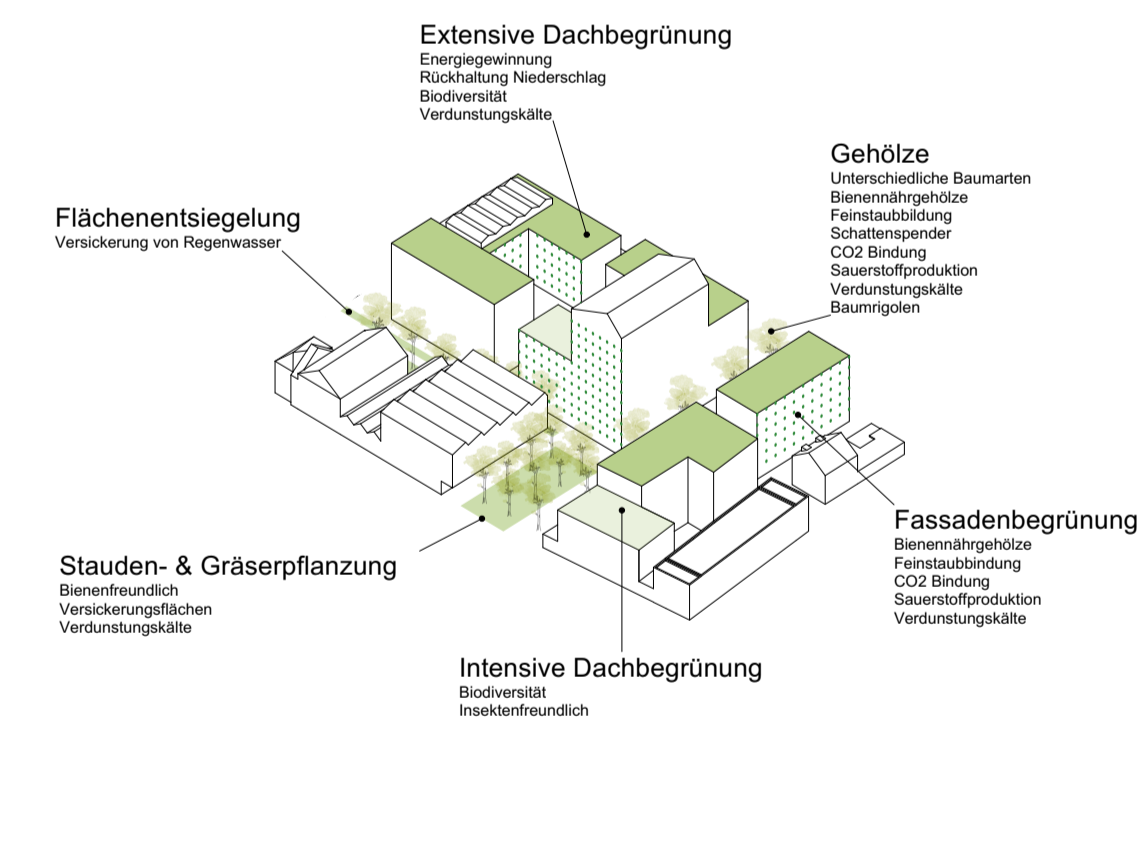 Extensive Dachbegrünung
Energiegewinnung
Rückhaltung Niederschlag
Biodiversität
Verdunstungskälte
Gehölze
Unterschiedliche Baumarten
Bienennährgehölze
Feinstaubbildung
Schattenspender
CO2 Bindung
Sauerstoffproduktion
Verdunstungskälte
Baumrigolen
Flächenentsiegelung
Versickerung von Regenwasser
Fassadenbegrünung
Bienennährgehölze
Feinstaubbindung
CO2 Bindung
Sauerstoffproduktion
Verdunstungskälte
Stauden- & Gräserpflanzung
Bienenfreundlich
Versickerungsflächen
Verdunstungskälte
Intensive Dachbegrünung
Biodiversität
Insektenfreundlich